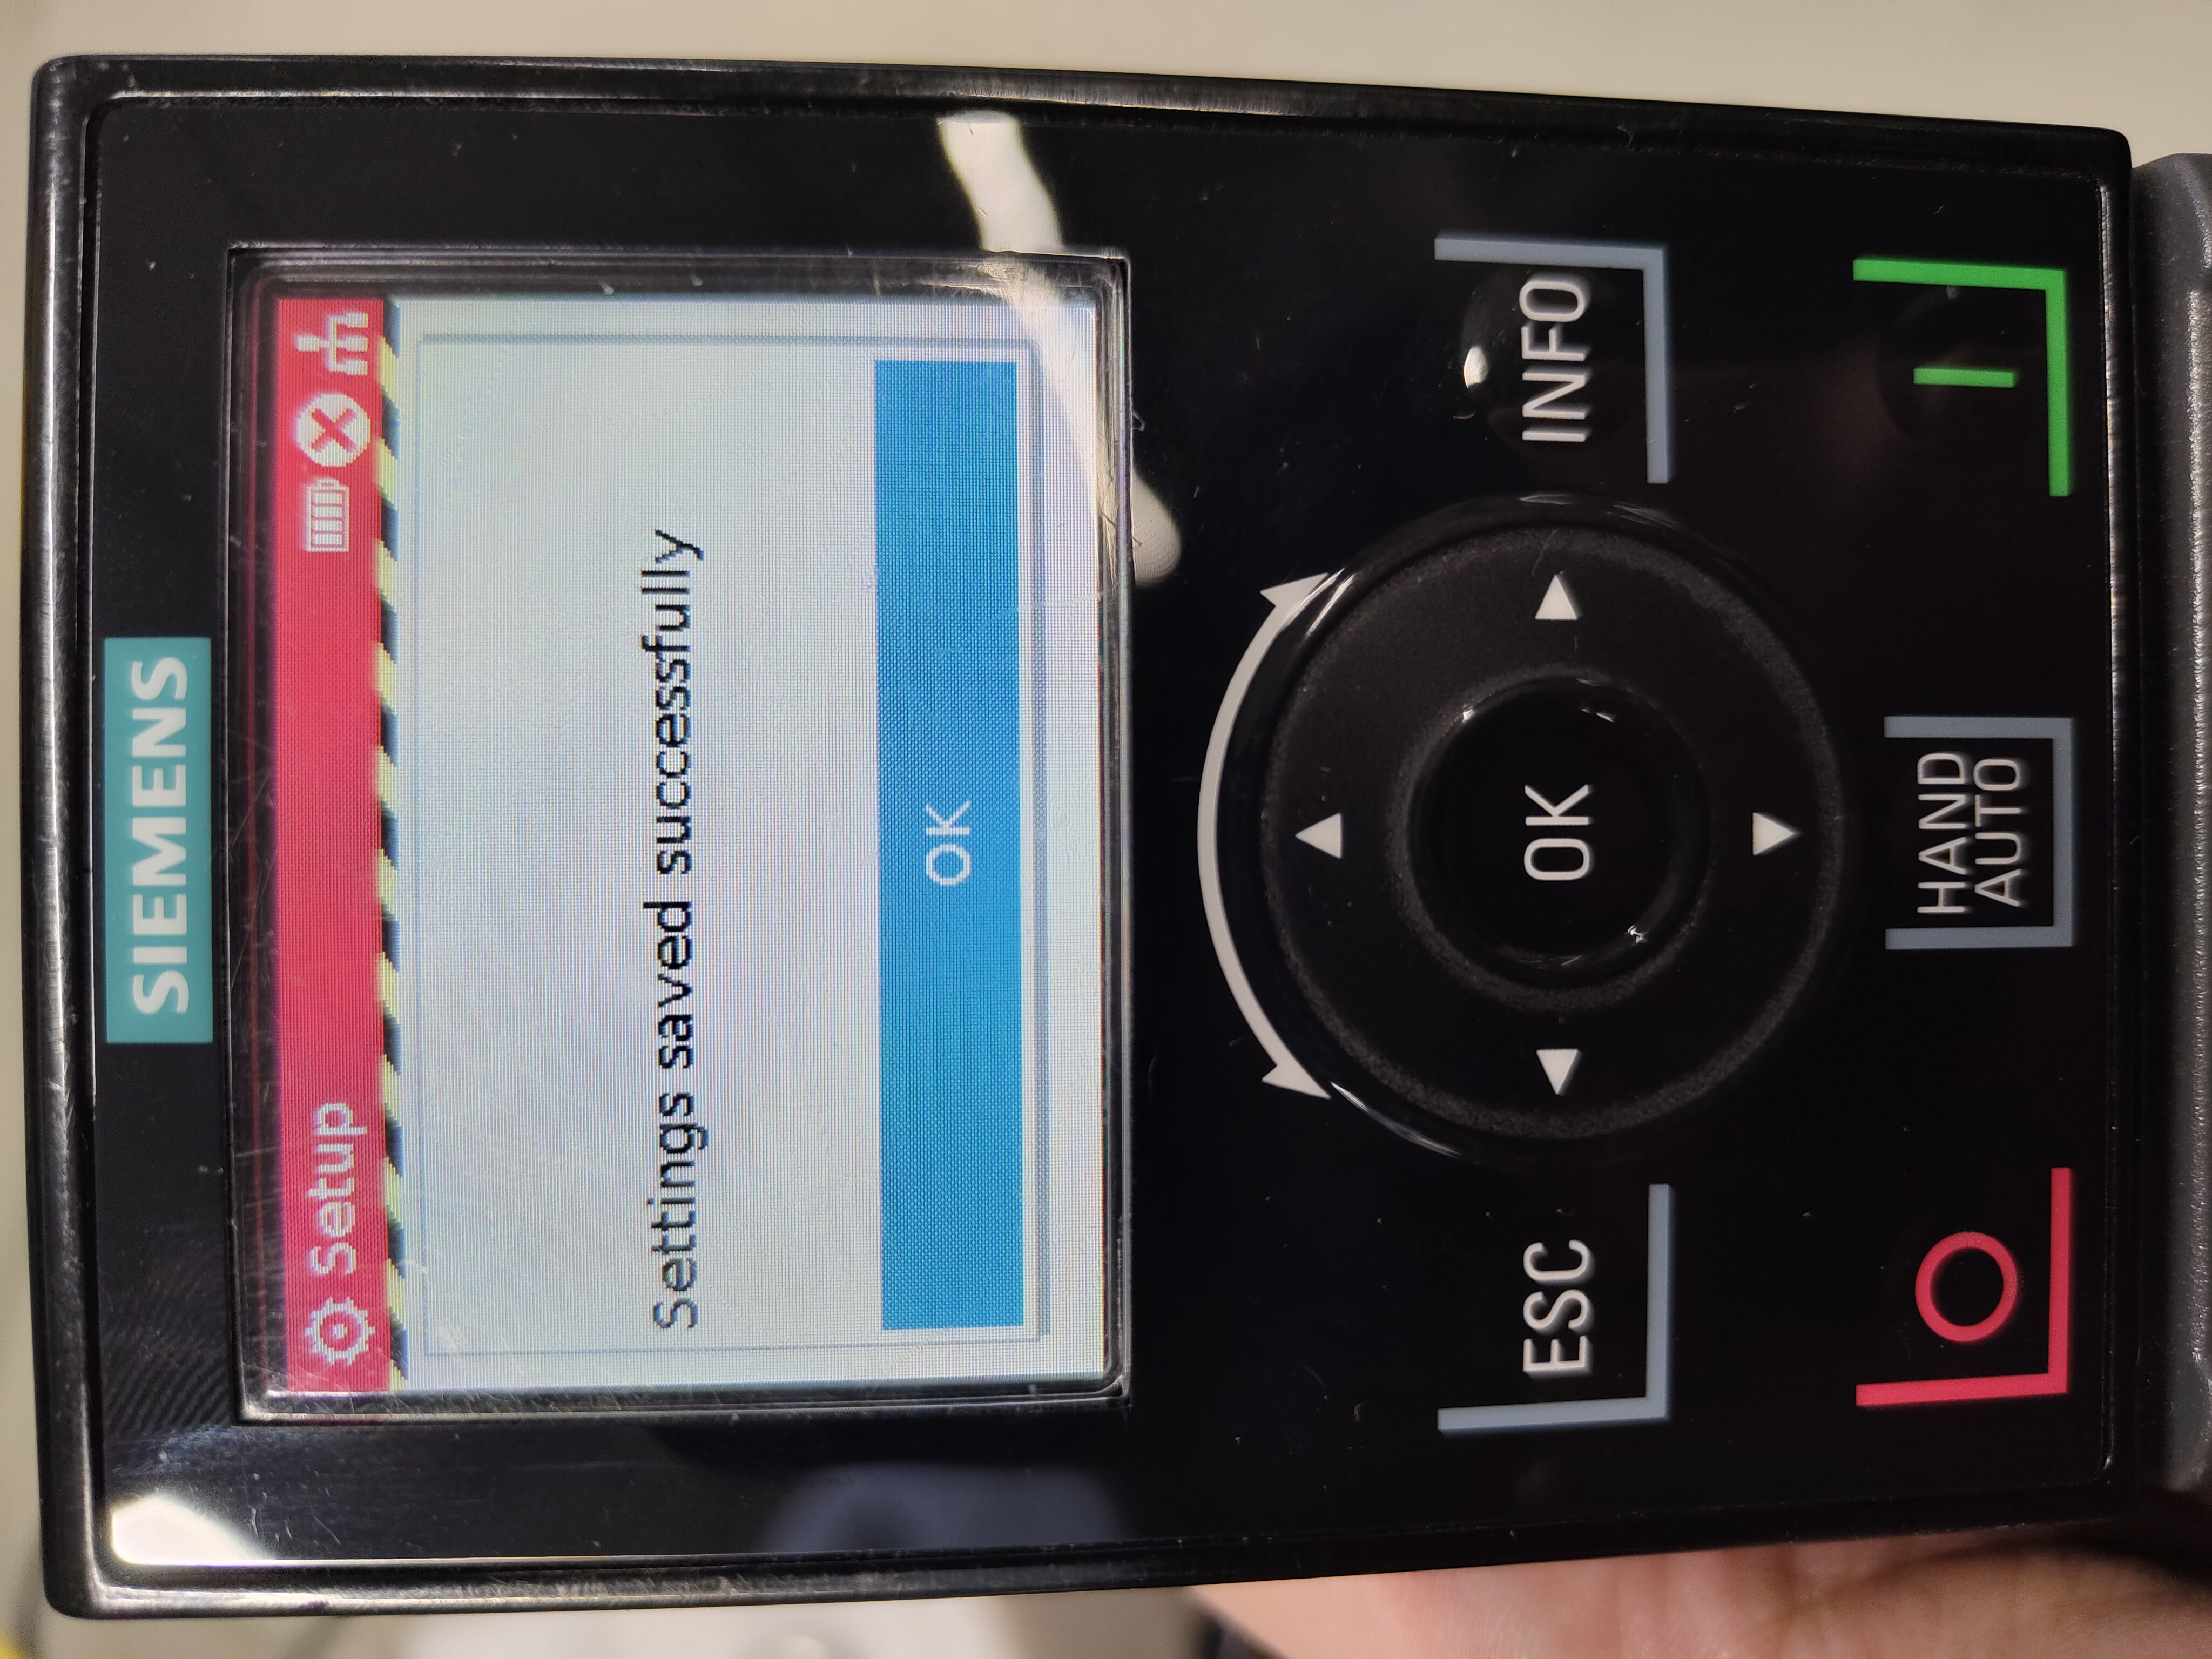 SIEMENS
Setup
Settings saved successfully
OK
ESC
OK
INFO
HAND
AUTO